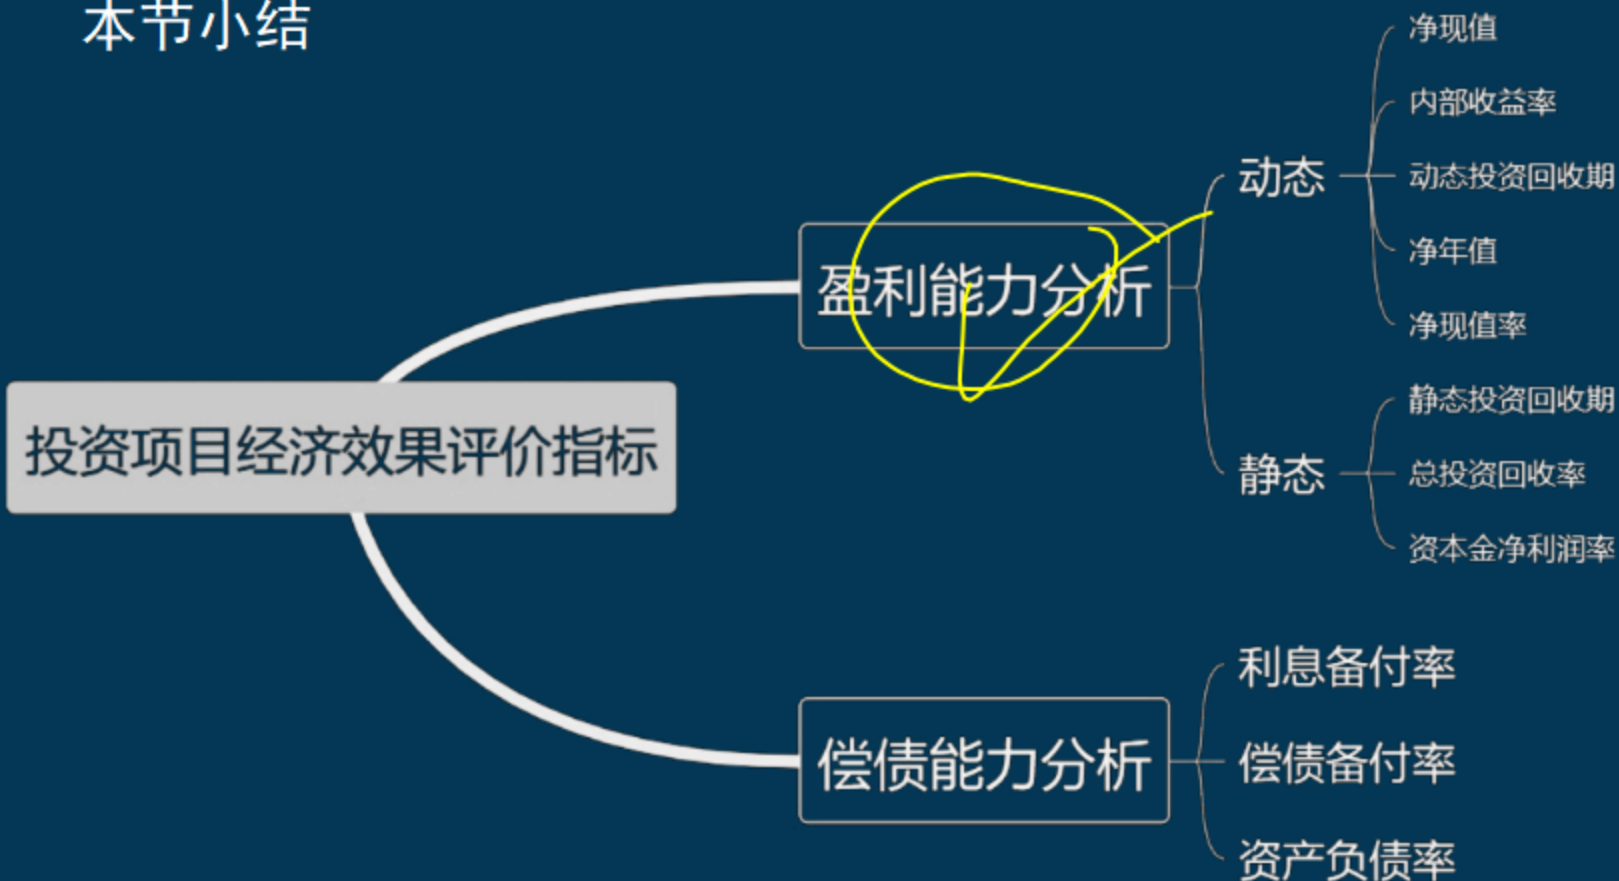 本节小结
投资项目经济效果评价指标
盈利能力分析
动态
净现值
内部收益率
动态投资回收期
净年值
净现值率
静态
静态投资回收期
总投资回收率
资本金净利润率
偿债能力分析
利息备付率
偿债备付率
资产负债率